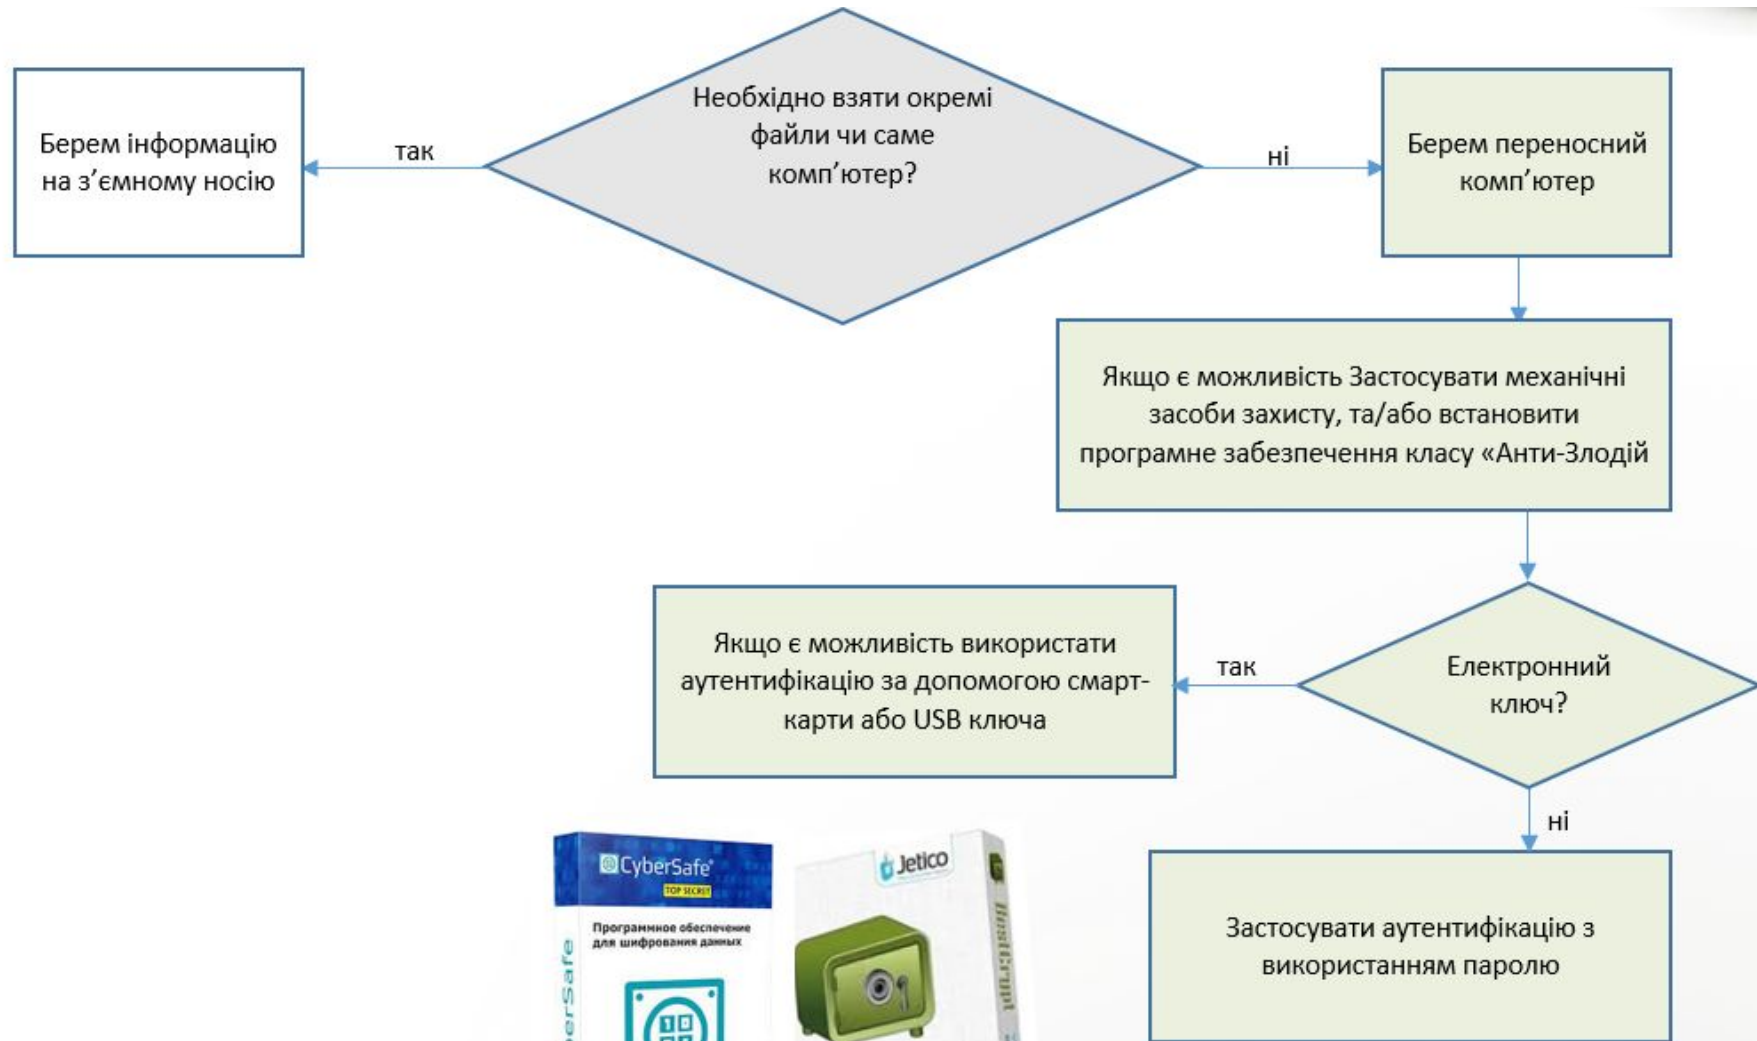 Необхідно взяти окремі
файли чи саме
комп’ютер?
так
Берем інформацію
на з’ємному носію
ні
Берем переносний
комп’ютер
Якщо є можливість Застосувати механічні
засоби захисту, та/або встановити
програмне забезпечення класу «Анти-Злодій
Електронний
ключ?
так
Якщо є можливість використати
аутентифікацію за допомогою смарт-
карти або USB ключа
ні
Застосувати аутентифікацію з
використанням паролю
CyberSafe
TOP SECRET
Программное обеспечение
для шифрования данных
erSafe
Jetico
BestCrypt